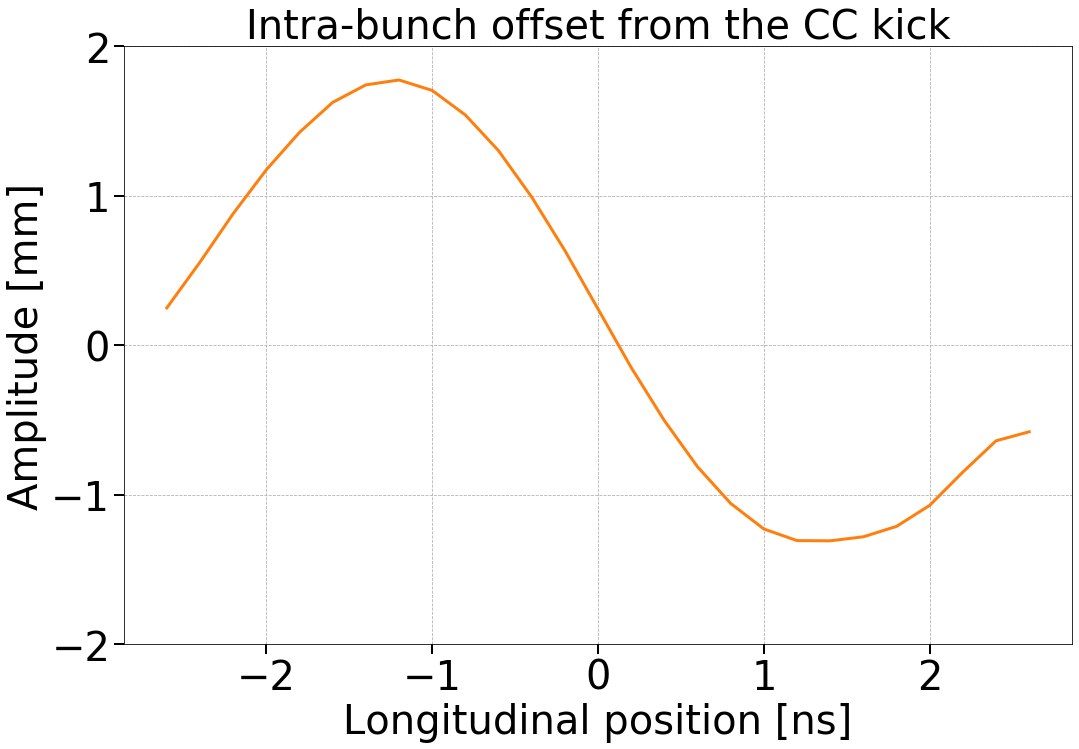 Intra-bunch offset from the CC kick
2
1
0
−1
−2
Amplitude [mm]
−2 −1 0 1 2
Longitudinal position [ns]